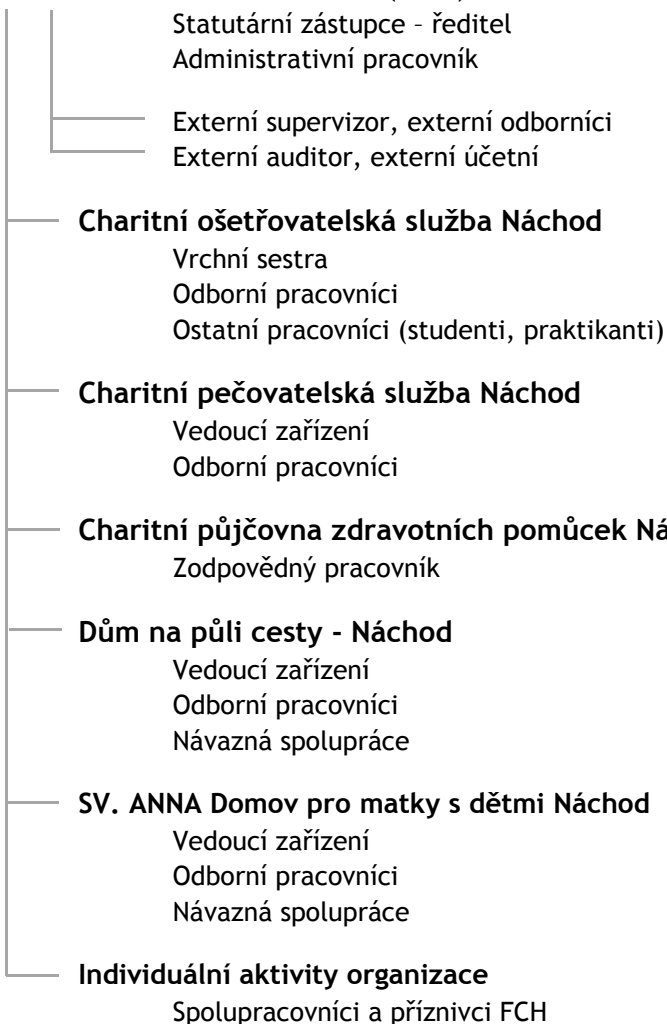 Statutární zástupce – ředitel
Administrativní pracovník
Externí supervizor, externí odborníci
Externí auditor, externí účetní
Charitní ošetřovatelská služba Náchod
Vrchní sestra
Odborní pracovníci
Ostatní pracovníci (studenti, praktikanti)
Charitní pečovatelská služba Náchod
Vedoucí zařízení
Odborní pracovníci
Charitní půjčovna zdravotních pomůcek Ná
Zodpovědný pracovník
Dům na půli cesty - Náchod
Vedoucí zařízení
Odborní pracovníci
Návazná spolupráce
SV. ANNA Domov pro matky s dětmi Náchod
Vedoucí zařízení
Odborní pracovníci
Návazná spolupráce
Individuální aktivity organizace
Spolupracovníci a příznivci FCH